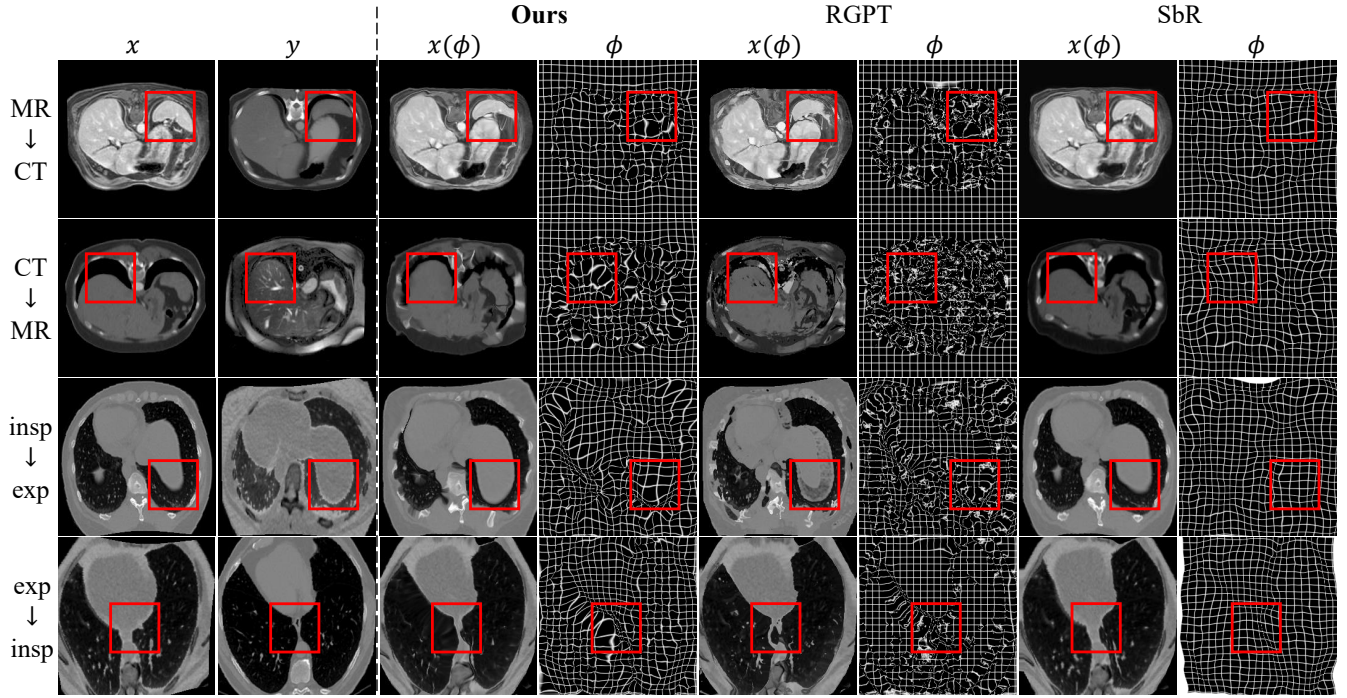 Ours RGPT SbR
x y x(ϕ) ϕ x(ϕ) ϕ x(ϕ) ϕ
MR
↓
CT
CT
↓
MR
insp
↓
exp
exp
↓
insp